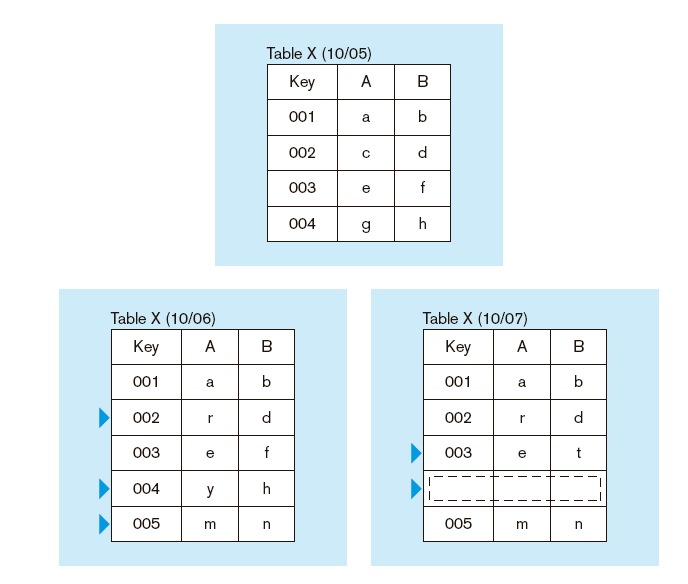 Table X (10/05)
Key A B
001 a b
002 c d
003 e f
004 g h
Table X (10/06)
Key A B
001 a b
002 r d
003 e f
004 y h
005 m n
Table X (10/07)
Key A B
001 a b
002 r d
003 e t
005 m n